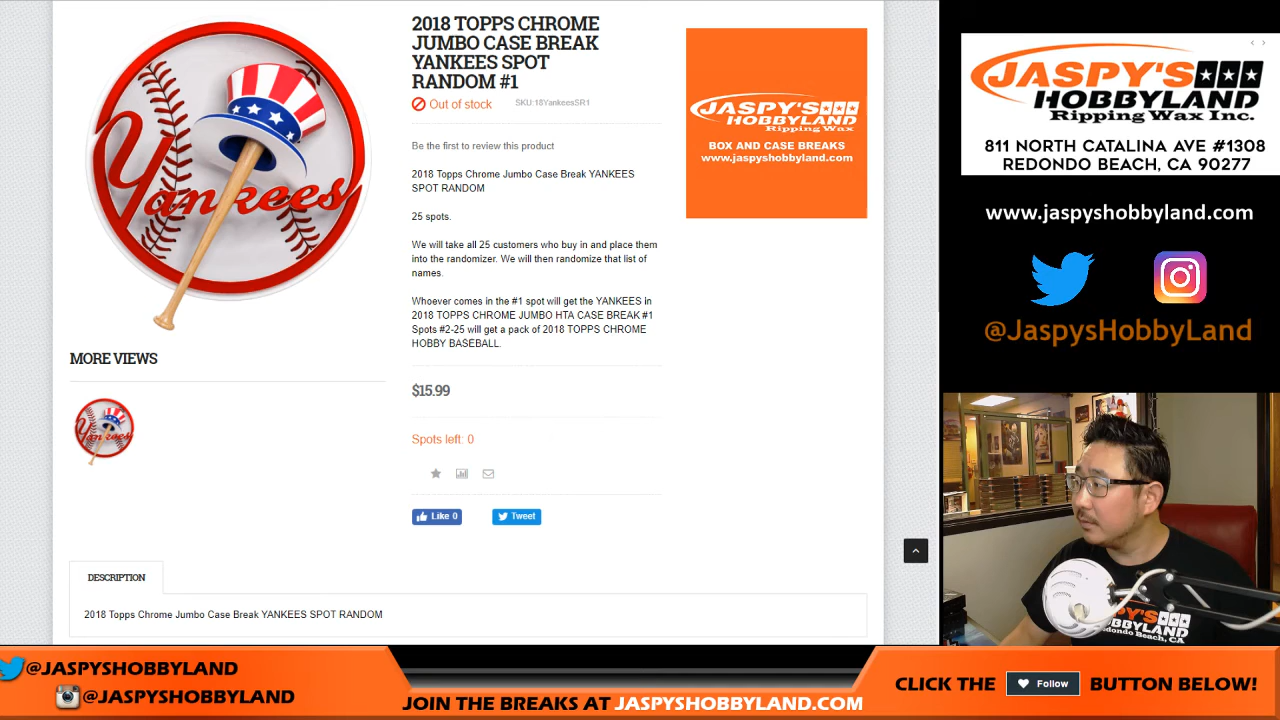 Yankees
2018 TOPPS CHROME
JUMBO CASE BREAK
YANKEES SPOT
RANDOM #1
Out of stock
SKU:18YankeesSR1
Be the first to review this product
2018 Topps Chrome Jumbo Case Break YANKEES
SPOT RANDOM
25 spots.
We will take all 25 customers who buy in and place them
into the randomizer. We will then randomize that list of
names.
Whoever comes in the #1 spot will get the YANKEES in
2018 TOPPS CHROME JUMBO HTA CASE BREAK #1
Spots #2-25 will get a pack of 2018 TOPPS CHROME
HOBBY BASEBALL.
$15.99
Spots left: 0
Like 0
Tweet
MORE VIEWS
Yankees
DESCRIPTION
2018 Topps Chrome Jumbo Case Break YANKEES SPOT RANDOM
JASPY'S
HOBBYLAND
Ripping Wax
BOX AND CASE BREAKS
www.jaspyshobbyland.com
JASPY'S
HOBBYLAND
Ripping Wax Inc.
811 NORTH CATALINA AVE #1308
REDONDO BEACH, CA 90277
www.jaspyshobbyland.com
@JaspysHobbyLand
JASPY'S
HOBBYLAND
Redondo Beach, CA
@JASPYSHOBBYLAND
@JASPYSHOBBYLAND
JOIN THE BREAKS AT JASPYSHOBBYLAND.COM
CLICK THE Follow BUTTON BELOW!